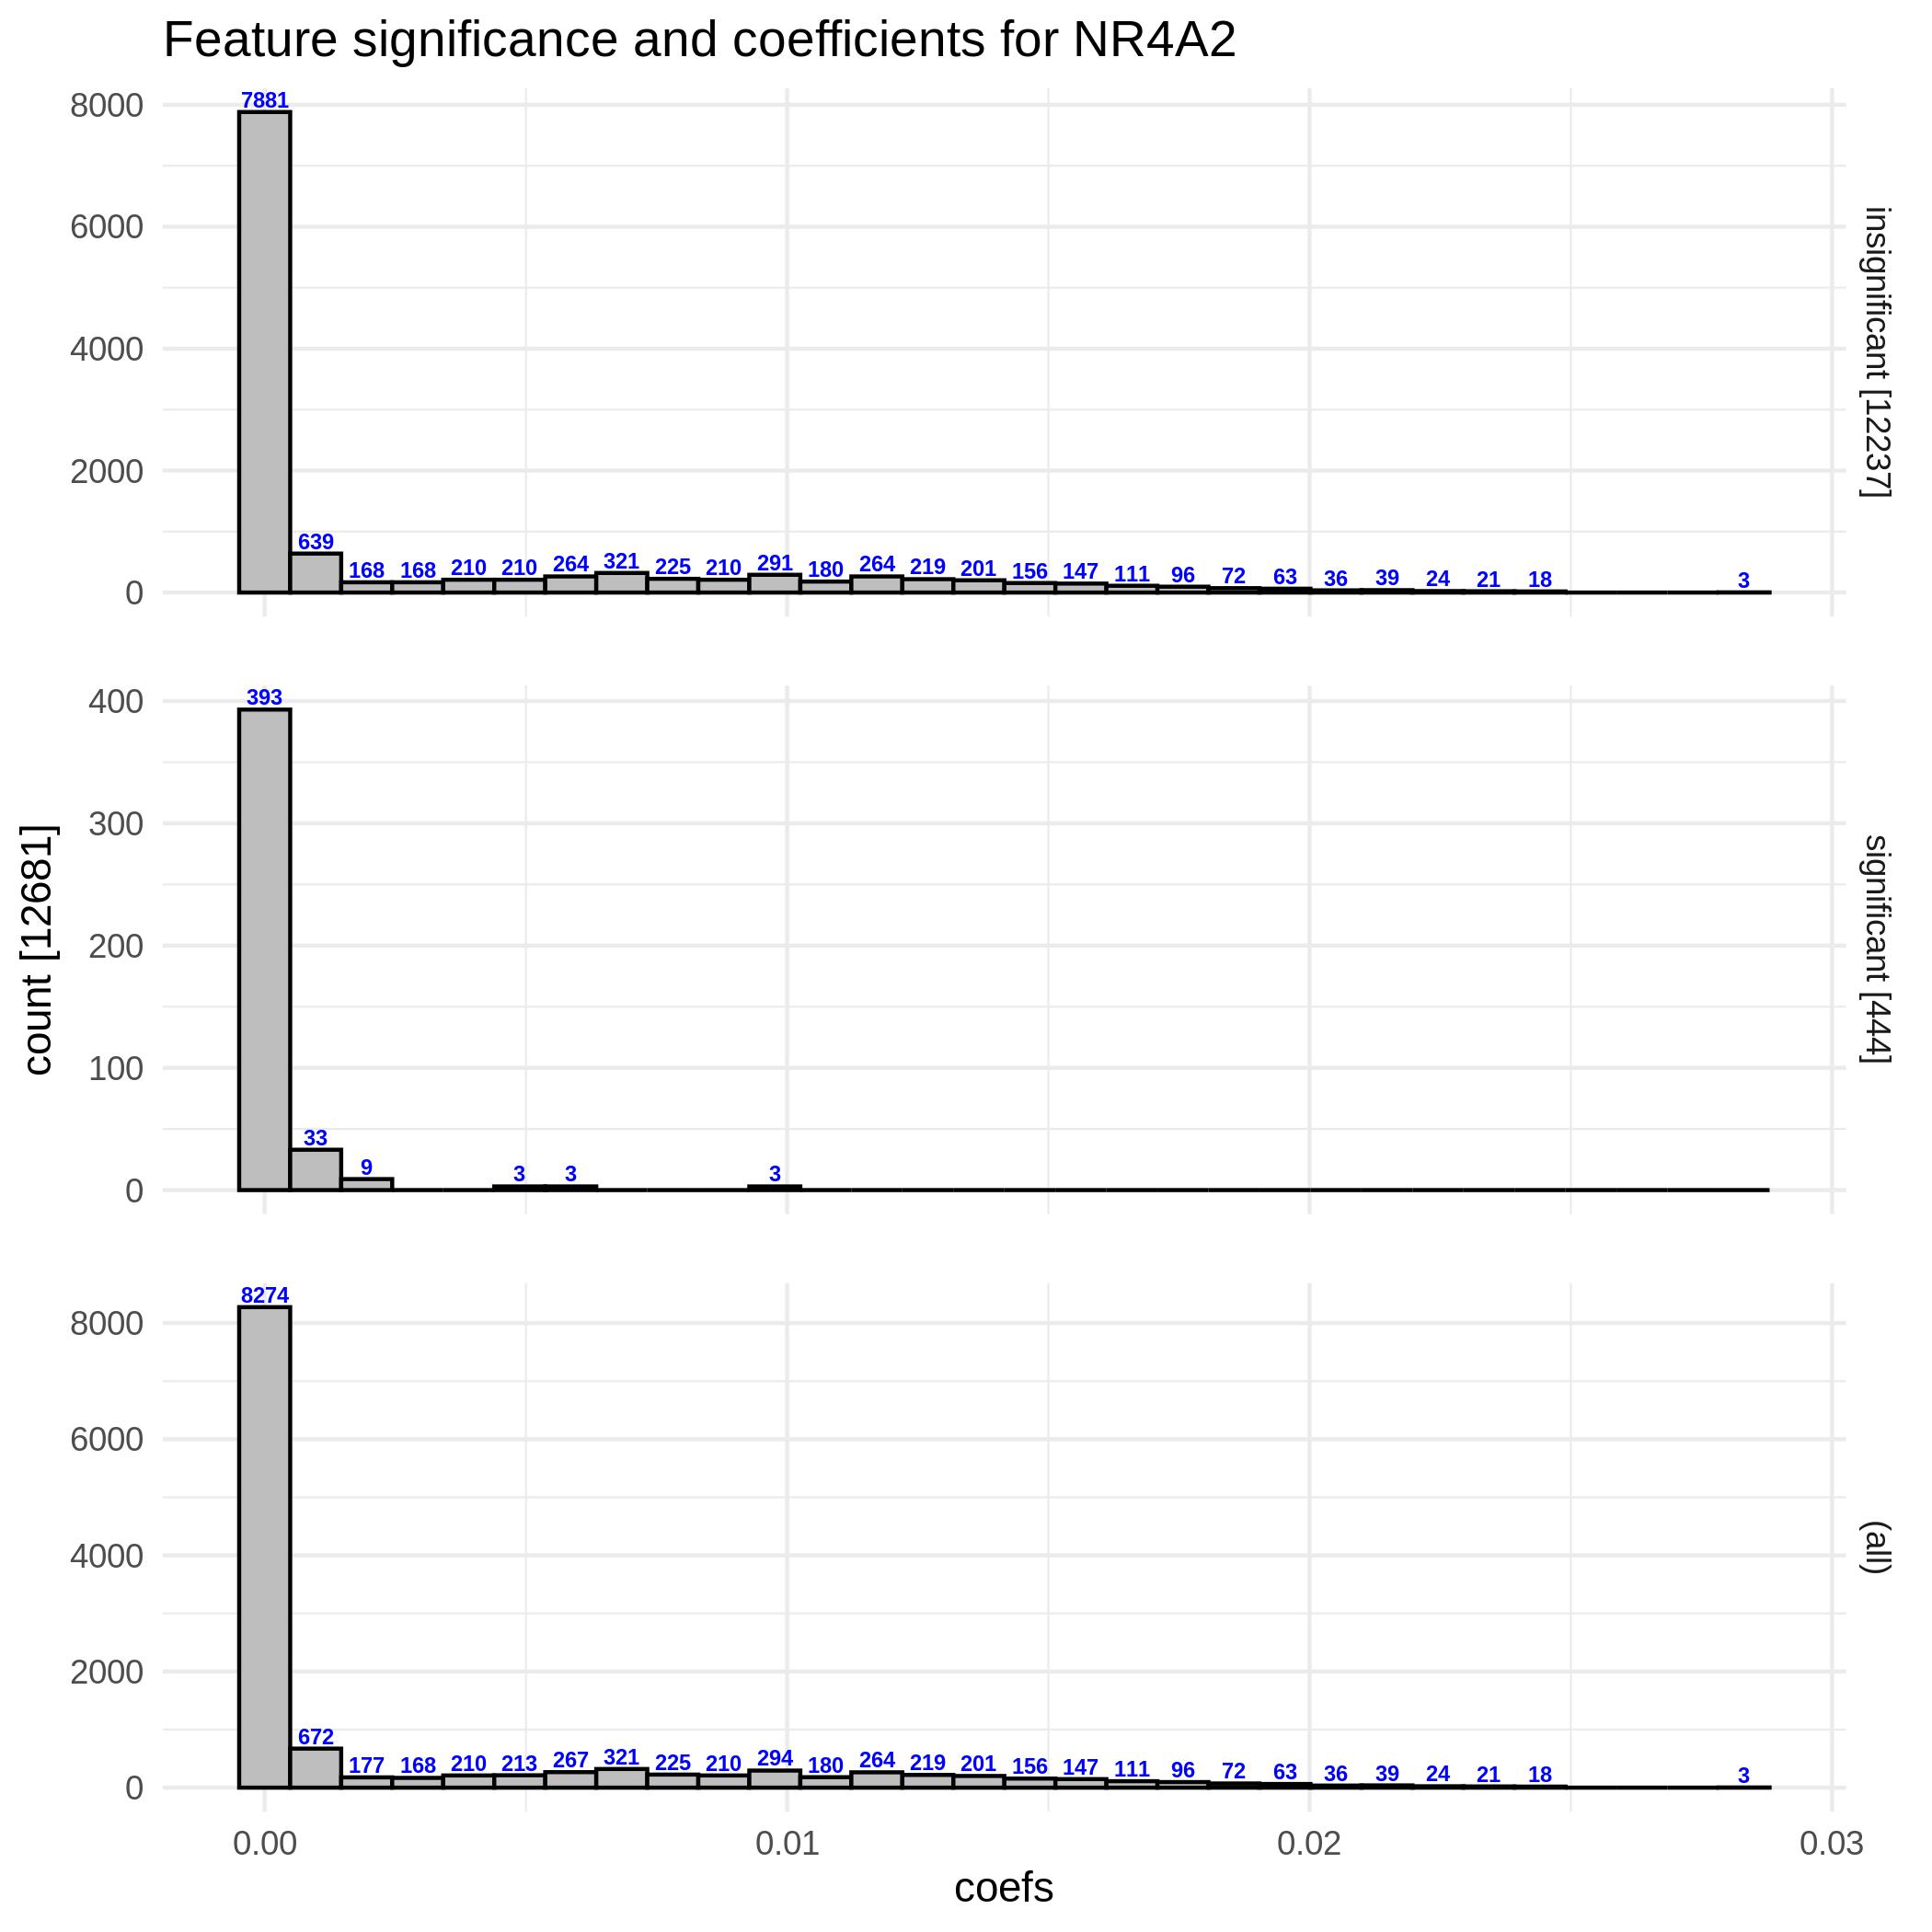 Feature significance and coefficients for NR4A2
8000
6000
4000
2000
0
7881
639 168 168 210 210 264 321 225 210 291 180 264 219 201 156 147 111 96 72 63 36 39 24 21 18 3
insignificant [12237]
count [12681]
400
300
200
100
0
393
33
9
3 3 3
significant [444]
8000
6000
4000
2000
0
8274
672 177 168 210 213 267 321 225 210 294 180 264 219 201 156 147 111 96 72 63 36 39 24 21 18 3
(all)
0.00 0.01 0.02 0.03
coefs